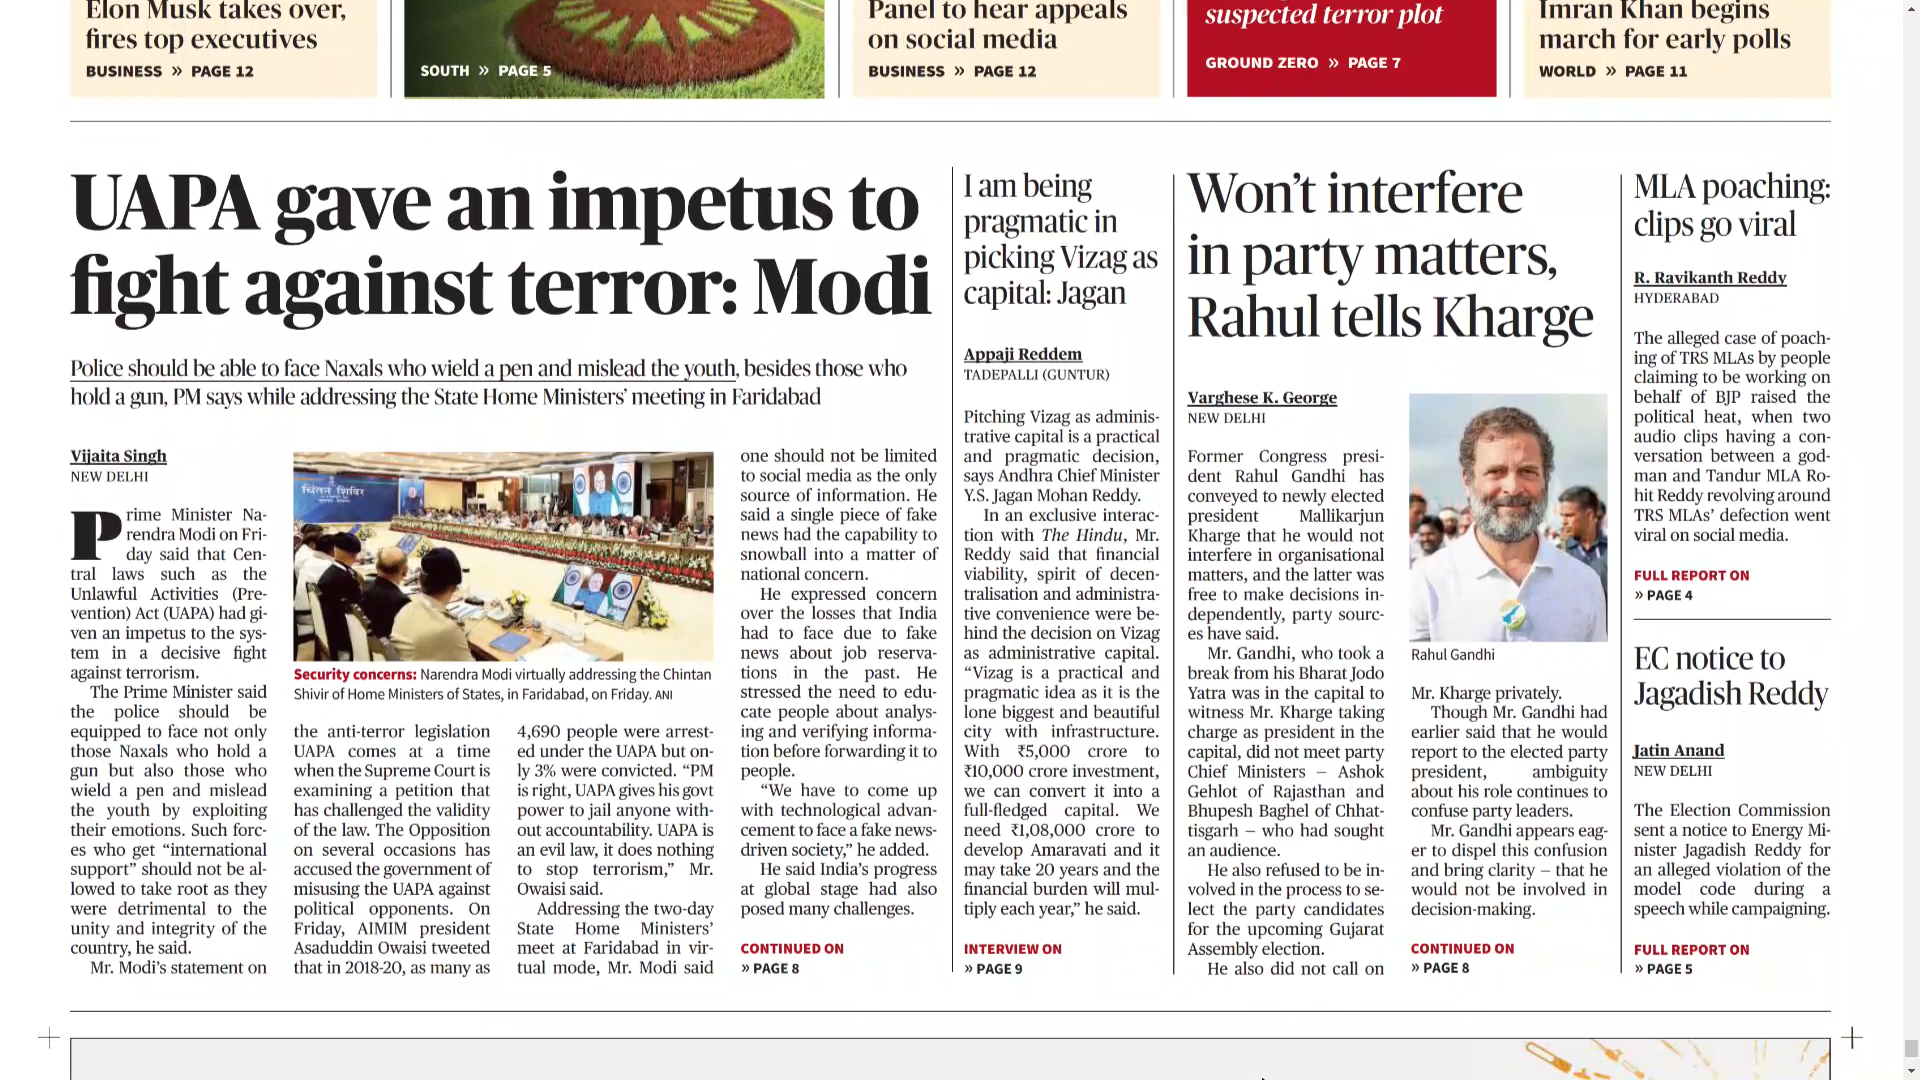 Elon Musk takes over,
fires top executives
BUSINESS » PAGE 12
SOUTH » PAGE 5
Panel to hear appeals
on social media
BUSINESS » PAGE 12
suspected terror plot
GROUND ZERO » PAGE 7
Imran Khan begins
march for early polls
WORLD » PAGE 11
UAPA gave an impetus to
fight against terror: Modi
Police should be able to face Naxals who wield a pen and mislead the youth, besides those who
hold a gun, PM says while addressing the State Home Ministers’ meeting in Faridabad
Vijaita Singh
NEW DELHI
Prime Minister Na-
rendra Modi on Fri-
day said that Cen-
tral laws such as the
Unlawful Activities (Pre-
vention) Act (UAPA) had gi-
ven an impetus to the sys-
tem in a decisive fight
against terrorism.
The Prime Minister said
the police should be
equipped to face not only
those Naxals who hold a
gun but also those who
wield a pen and mislead
the youth by exploiting
their emotions. Such forc-
es who get “international
support” should not be al-
lowed to take root as they
were detrimental to the
unity and integrity of the
country, he said.
Mr. Modi’s statement on
चिंतन शिविर
Security concerns: Narendra Modi virtually addressing the Chintan
Shivir of Home Ministers of States, in Faridabad, on Friday. ANI
the anti-terror legislation
UAPA comes at a time
when the Supreme Court is
examining a petition that
has challenged the validity
of the law. The Opposition
on several occasions has
accused the government of
misusing the UAPA against
political opponents. On
Friday, AIMIM president
Asaduddin Owaisi tweeted
that in 2018-20, as many as
4,690 people were arrest-
ed under the UAPA but on-
ly 3% were convicted. “PM
is right, UAPA gives his govt
power to jail anyone with-
out accountability. UAPA is
an evil law, it does nothing
to stop terrorism,” Mr.
Owaisi said.
Addressing the two-day
State Home Ministers’
meet at Faridabad in vir-
tual mode, Mr. Modi said
one should not be limited
to social media as the only
source of information. He
said a single piece of fake
news had the capability to
snowball into a matter of
national concern.
He expressed concern
over the losses that India
had to face due to fake
news about job reserva-
tions in the past. He
stressed the need to edu-
cate people about analys-
ing and verifying informa-
tion before forwarding it to
people.
“We have to come up
with technological advan-
cement to face a fake news-
driven society,” he added.
He said India’s progress
at global stage had also
posed many challenges.
CONTINUED ON
» PAGE 8
I am being
pragmatic in
picking Vizag as
capital: Jagan
Appaji Reddem
TADEPALLI (GUNTUR)
Pitching Vizag as adminis-
trative capital is a practical
and pragmatic decision,
says Andhra Chief Minister
Y.S. Jagan Mohan Reddy.
In an exclusive interac-
tion with The Hindu, Mr.
Reddy said that financial
viability, spirit of decen-
tralisation and administra-
tive convenience were be-
hind the decision on Vizag
as administrative capital.
“Vizag is a practical and
pragmatic idea as it is the
lone biggest and beautiful
city with infrastructure.
With ₹5,000 crore to
₹10,000 crore investment,
we can convert it into a
full-fledged capital. We
need ₹1,08,000 crore to
develop Amaravati and it
may take 20 years and the
financial burden will mul-
tiply each year,” he said.
INTERVIEW ON
» PAGE 9
Won’t interfere
in party matters,
Rahul tells Kharge
Varghese K. George
NEW DELHI
Former Congress presi-
dent Rahul Gandhi has
conveyed to newly elected
president Mallikarjun
Kharge that he would not
interfere in organisational
matters, and the latter was
free to make decisions in-
dependently, party sourc-
es have said.
Mr. Gandhi, who took a
break from his Bharat Jodo
Yatra was in the capital to
witness Mr. Kharge taking
charge as president in the
capital, did not meet party
Chief Ministers – Ashok
Gehlot of Rajasthan and
Bhupesh Baghel of Chhat-
tisgarh – who had sought
an audience.
He also refused to be in-
volved in the process to se-
lect the party candidates
for the upcoming Gujarat
Assembly election.
He also did not call on
Rahul Gandhi
Mr. Kharge privately.
Though Mr. Gandhi had
earlier said that he would
report to the elected party
president, ambiguity
about his role continues to
confuse party leaders.
Mr. Gandhi appears eag-
er to dispel this confusion
and bring clarity – that he
would not be involved in
decision-making.
CONTINUED ON
» PAGE 8
MLA poaching:
clips go viral
R. Ravikanth Reddy
HYDERABAD
The alleged case of poach-
ing of TRS MLAs by people
claiming to be working on
behalf of BJP raised the
political heat, when two
audio clips having a con-
versation between a god-
man and Tandur MLA Ro-
hit Reddy revolving around
TRS MLAs’ defection went
viral on social media.
FULL REPORT ON
» PAGE 4
EC notice to
Jagadish Reddy
Jatin Anand
NEW DELHI
The Election Commission
sent a notice to Energy Mi-
nister Jagadish Reddy for
an alleged violation of the
model code during a
speech while campaigning.
FULL REPORT ON
» PAGE 5